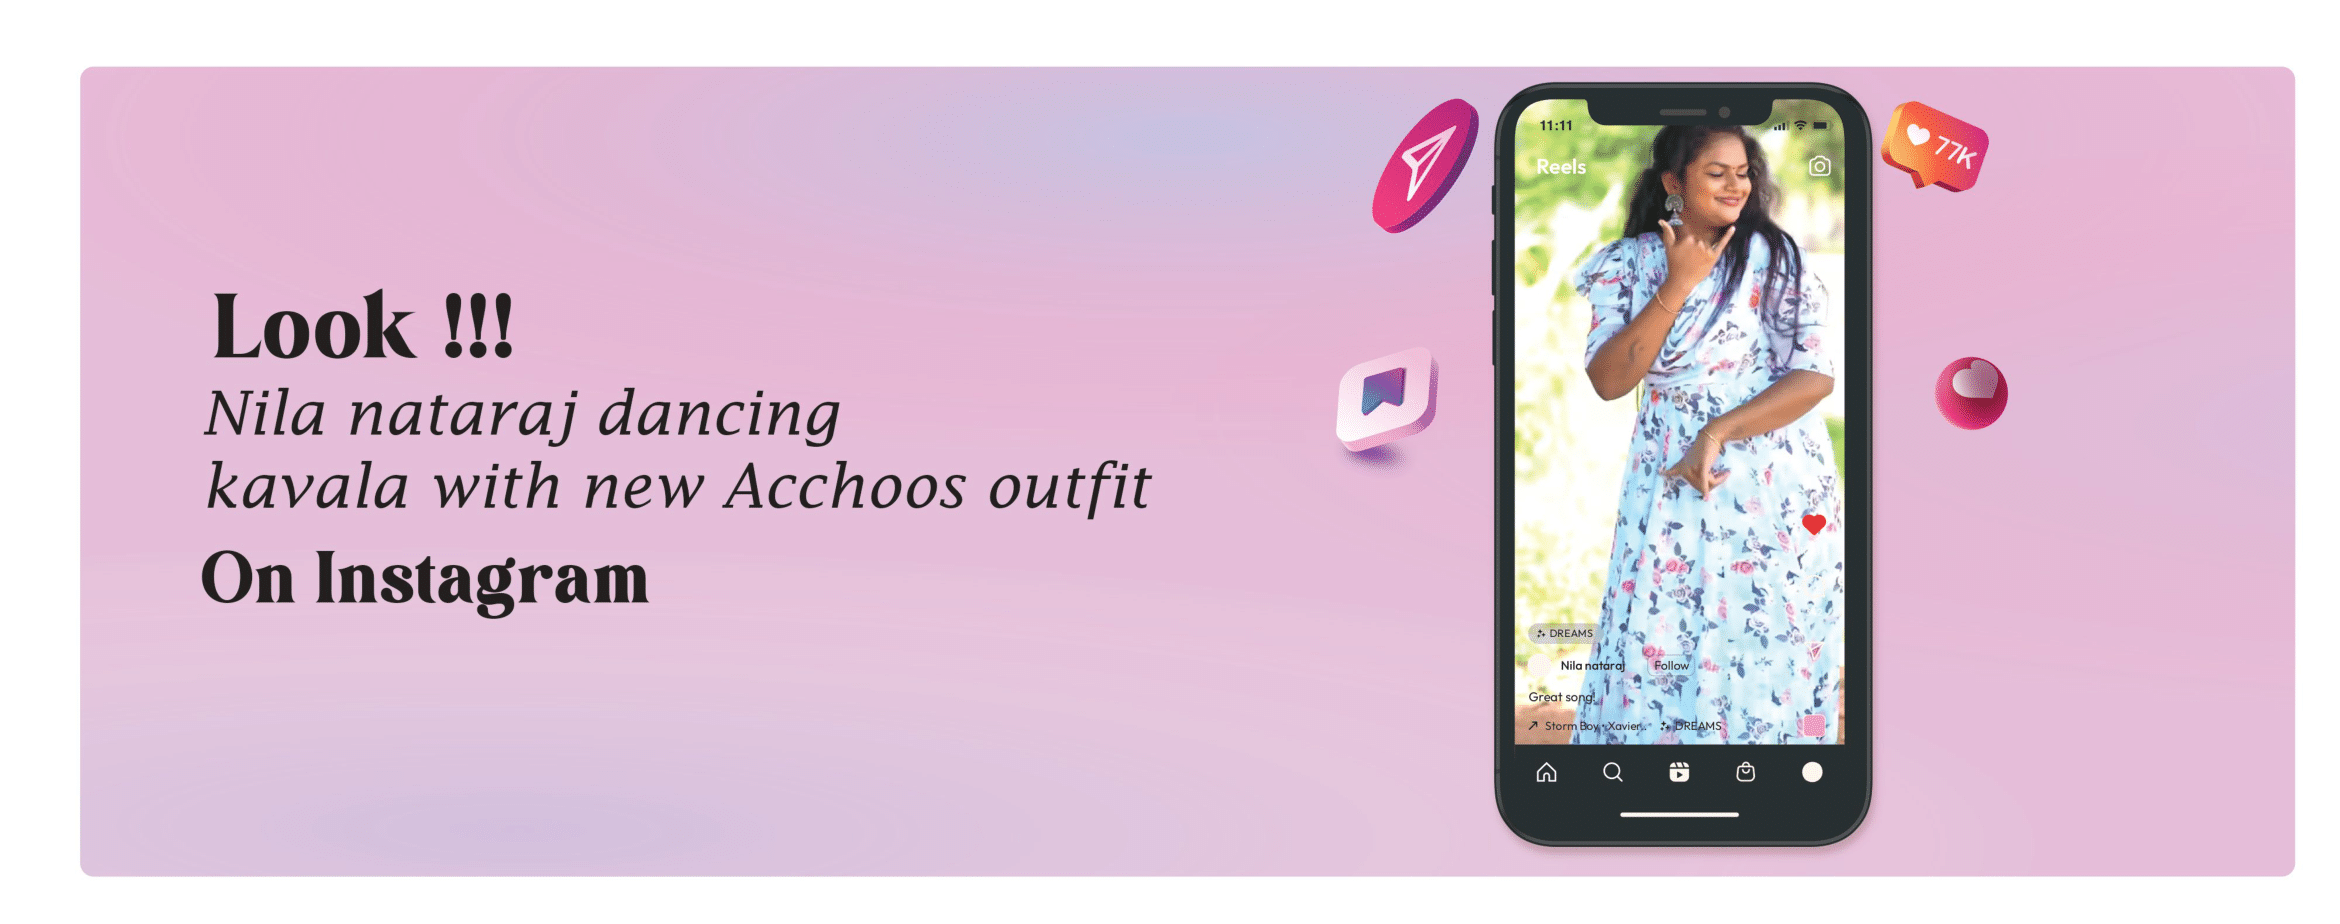 Look !!!
Nila nataraj dancing
kavala with new Acchoos outfit
On Instagram
11:11
Reels
77K
DREAMS
Nila nataraj Follow
Great song!
Storm Boy • Xavier.. DREAMS